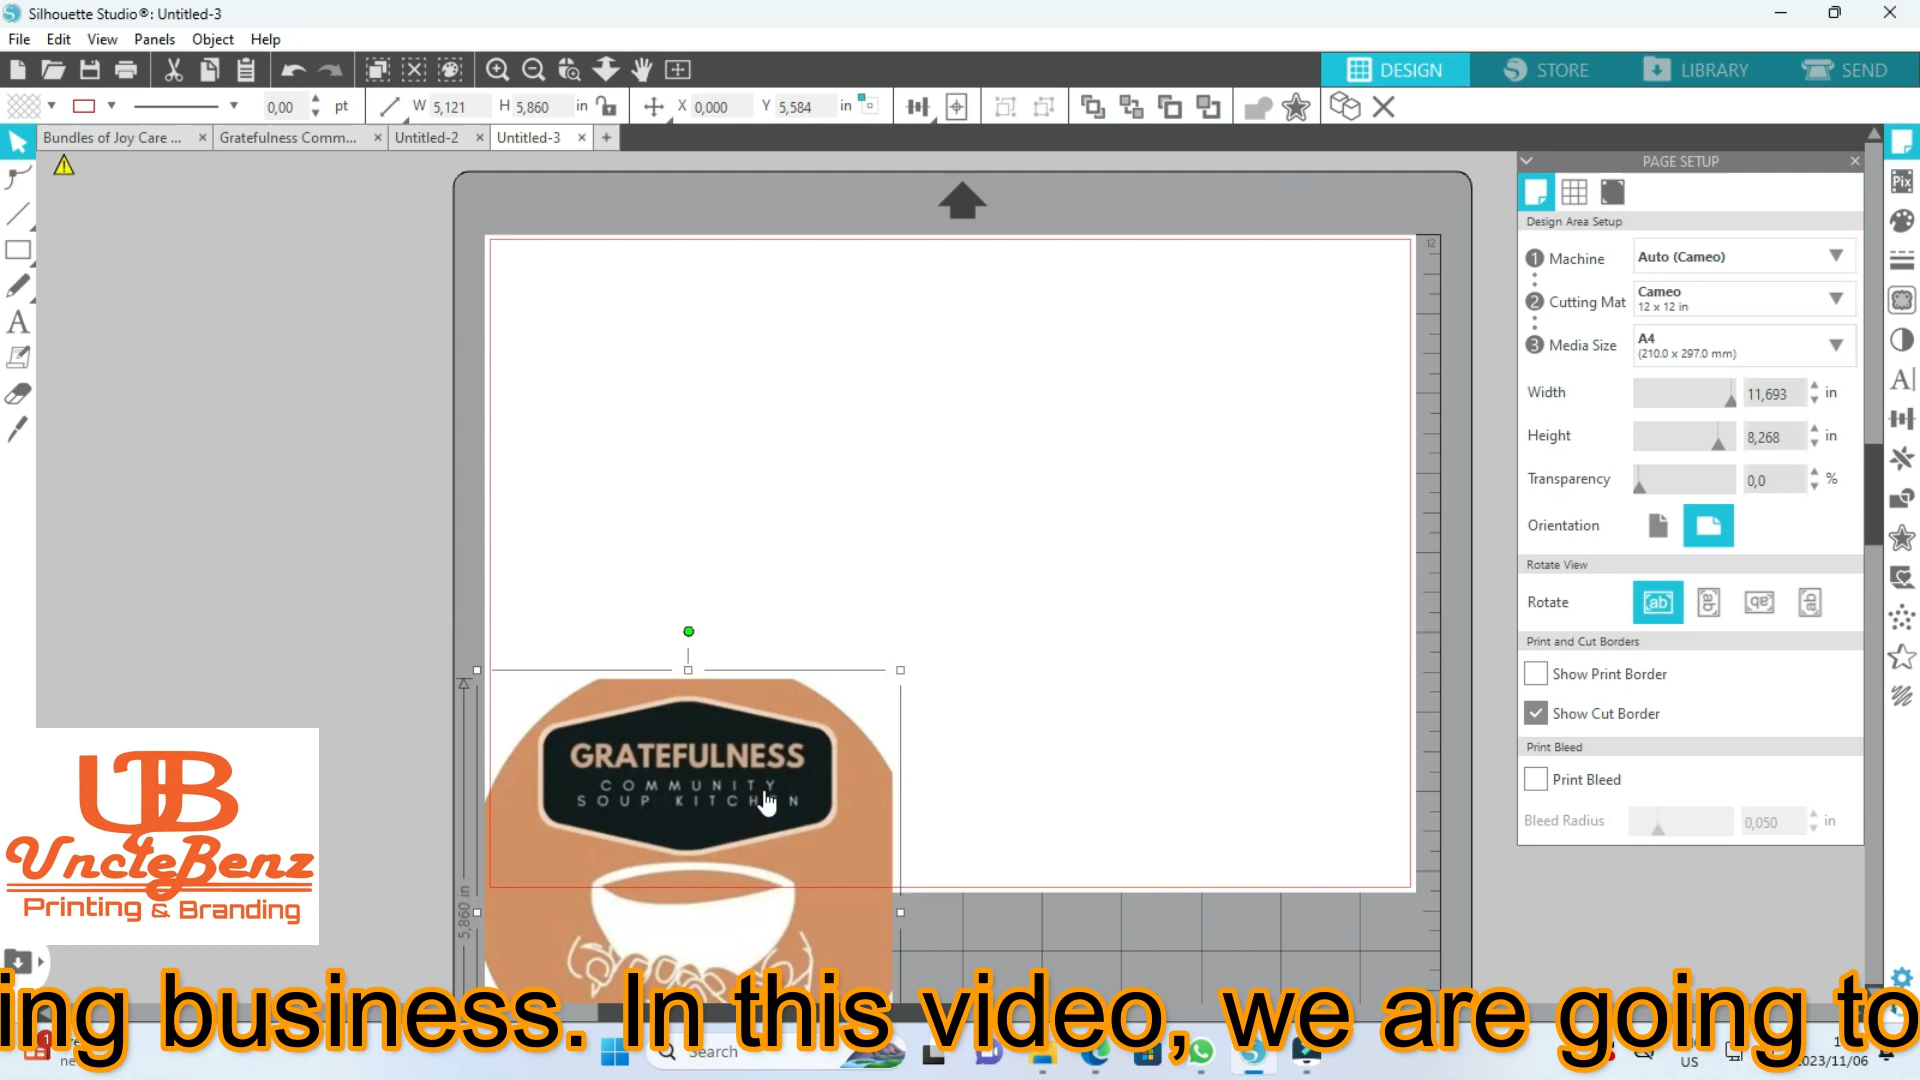 Silhouette Studio®: Untitled-3
File Edit View Panels Object Help
DESIGN STORE LIBRARY SEND
0,00 pt W 5,121 H 5,860 in X 0,000 Y 5,584 in
Bundles of Joy Care ... Gratefulness Comm... Untitled-2 Untitled-3
PAGE SETUP
Design Area Setup
1 Machine Auto (Cameo)
2 Cutting Mat Cameo
12 x 12 in
3 Media Size A4
(210.0 x 297.0 mm)
Width 11,693 in
Height 8,268 in
Transparency 0,0 %
Orientation
Rotate View
Rotate
Print and Cut Borders
Show Print Border
Show Cut Border
Print Bleed
Print Bleed
Bleed Radius 0,050 in
12
5,860 in
GRATEFULNESS
COMMUNITY
SOUP KITCHEN
UB
UncleBenz
Printing & Branding
ing business. In this video, we are going to
Search
US
2023/11/06